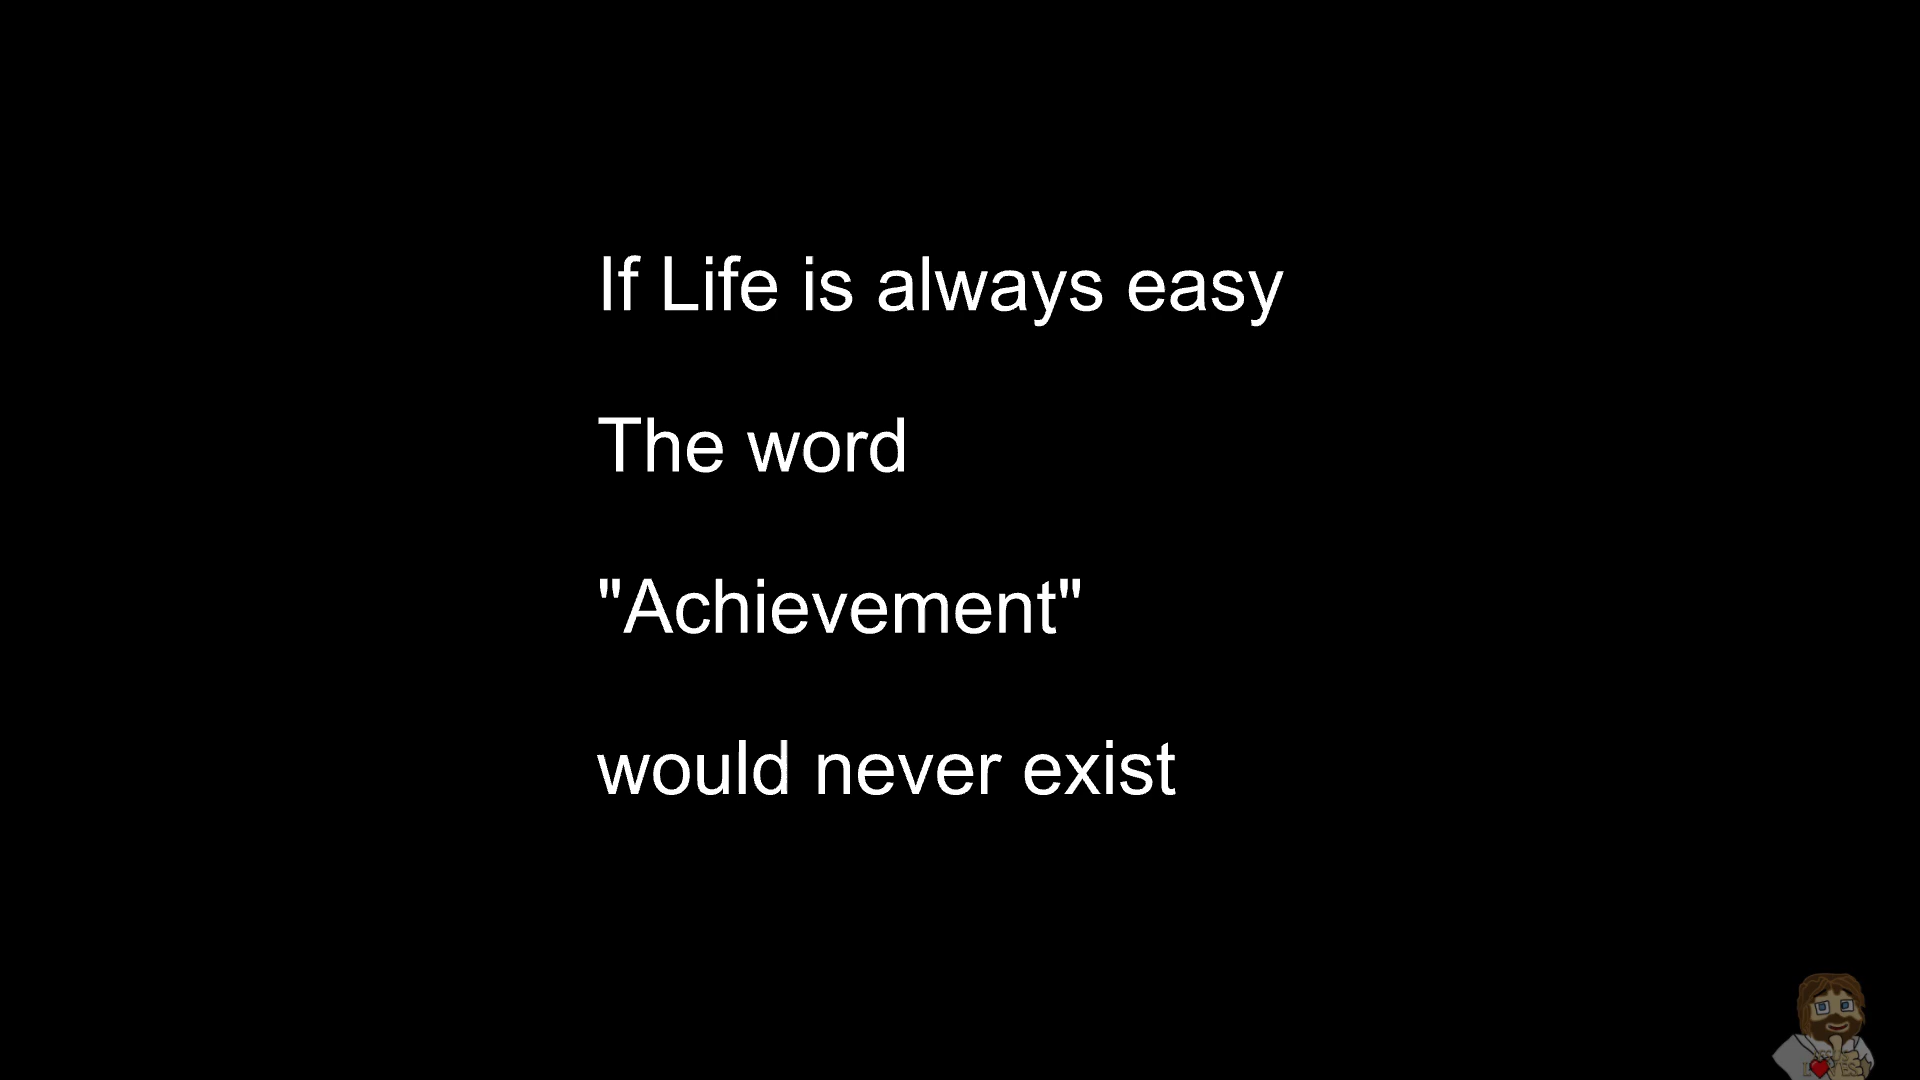 If Life is always easy
The word
"Achievement"
would never exist